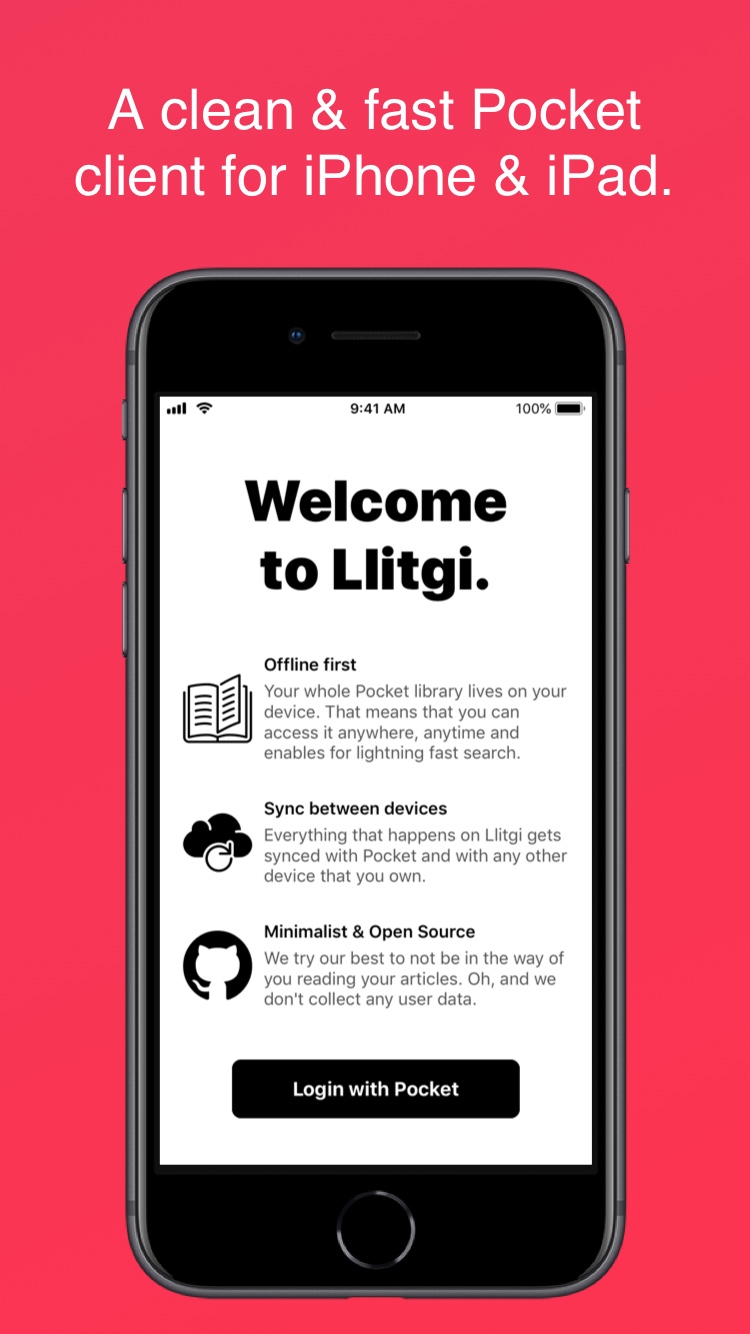 A clean & fast Pocket
client for iPhone & iPad.
9:41 AM
100%
Welcome
to Llitgi.
Offline first
Your whole Pocket library lives on your
device. That means that you can
access it anywhere, anytime and
enables for lightning fast search.
Sync between devices
Everything that happens on Llitgi gets
synced with Pocket and with any other
device that you own.
Minimalist & Open Source
We try our best to not be in the way of
you reading your articles. Oh, and we
don't collect any user data.
Login with Pocket